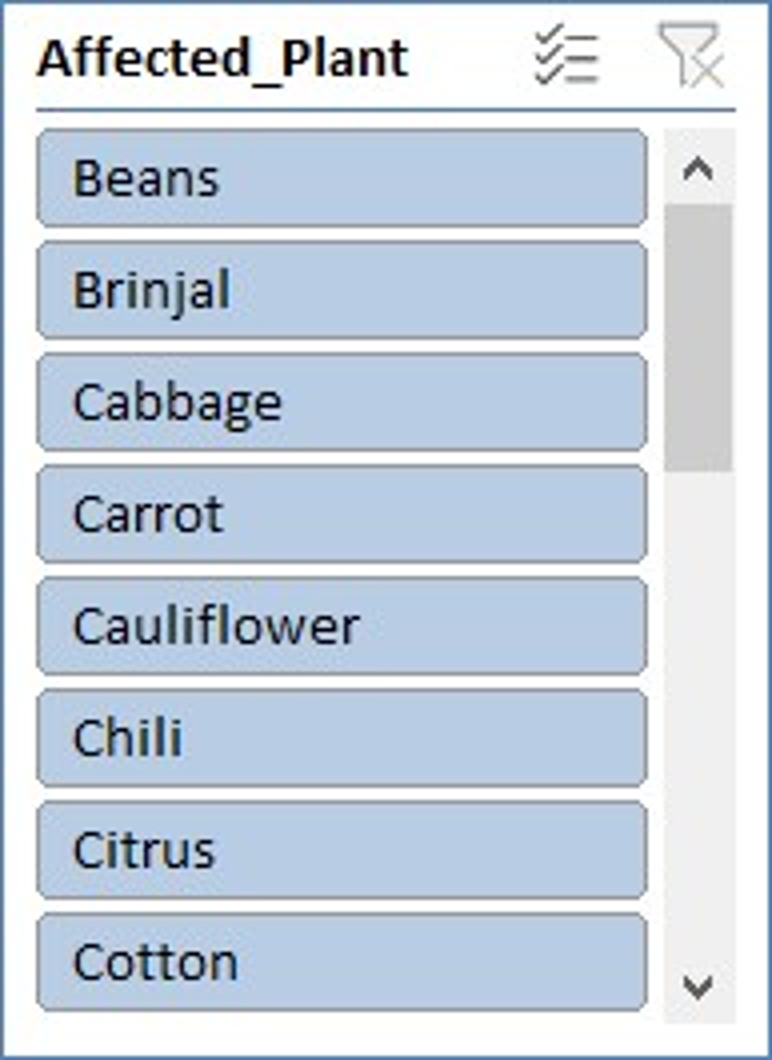 Affected_Plant
Beans
Brinjal
Cabbage
Carrot
Cauliflower
Chili
Citrus
Cotton